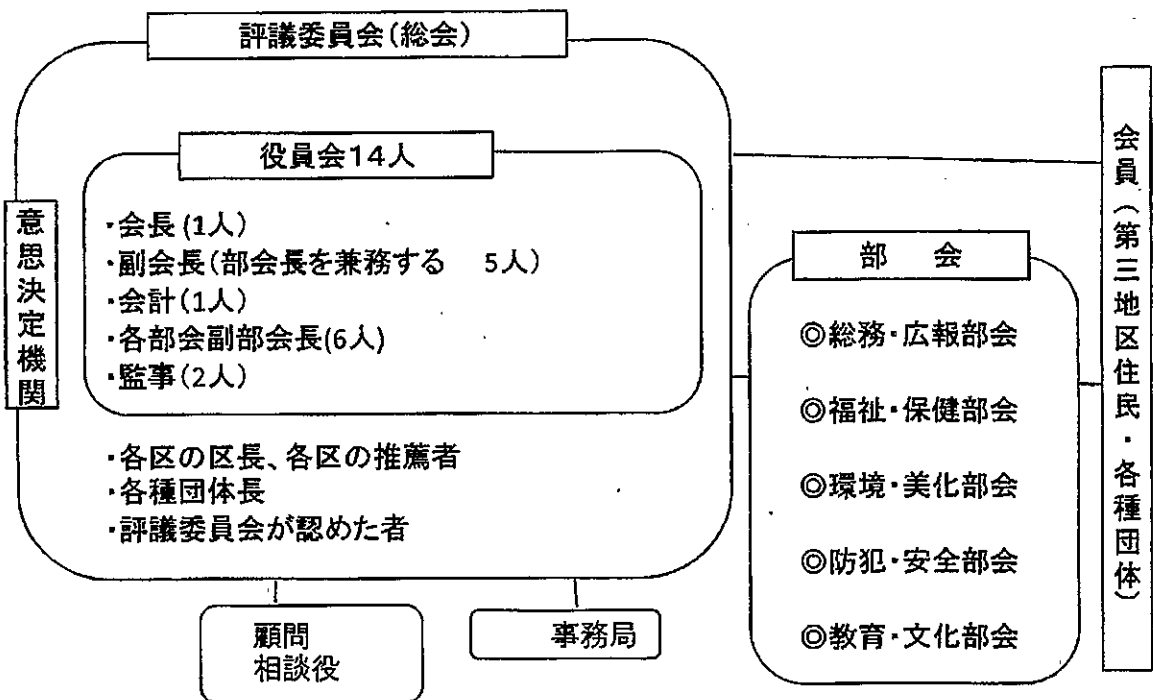 評議委員会(総会)
役員会14人
意思決定機関
・会長(1人)
・副会長(部会長を兼務する　5人)
・会計(1人)
・各部会副部会長(6人)
・監事(2人)
・各区の区長、各区の推薦者
・各種団体長
・評議委員会が認めた者
顧問
相談役
事務局
部　会
◎総務・広報部会
◎福祉・保健部会
◎環境・美化部会
◎防犯・安全部会
◎教育・文化部会
会員(第三地区住民・各種団体)